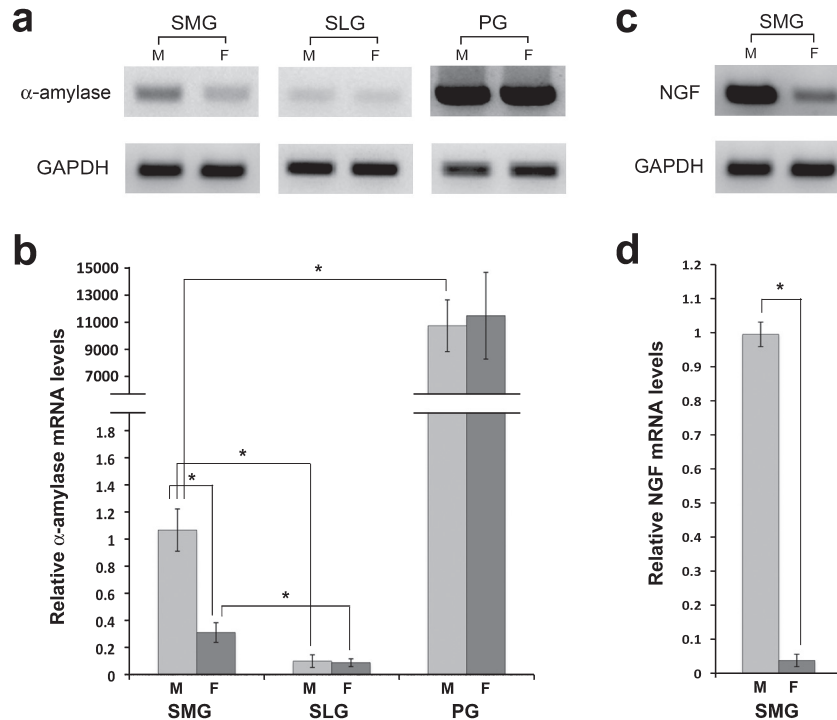 a
SMG SLG PG
M F M F M F
α-amylase
GAPDH
c
SMG
M F
NGF
GAPDH
b
Relative α-amylase mRNA levels
15000
13000
11000
9000
7000
1.8
1.6
1.4
1.2
1
0.8
0.6
0.4
0.2
0
*
*
*
*
M F M F M F
SMG SLG PG
d
Relative NGF mRNA levels
1.2
1.1
1
0.9
0.8
0.7
0.6
0.5
0.4
0.3
0.2
0.1
0
*
M F
SMG